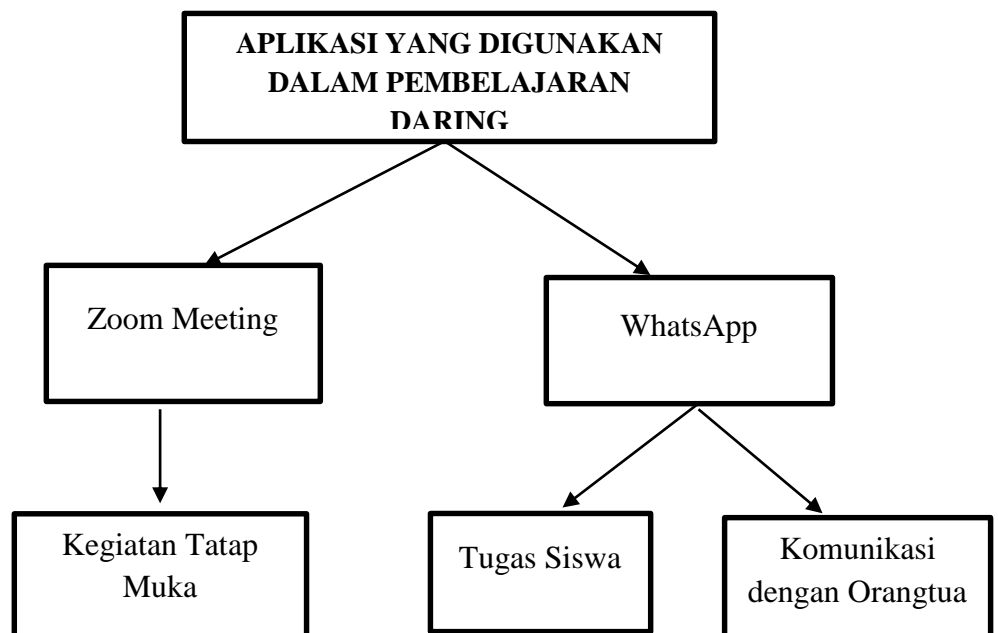 APLIKASI YANG DIGUNAKAN
DALAM PEMBELAJARAN
DARING
Zoom Meeting
WhatsApp
Kegiatan Tatap
Muka
Tugas Siswa
Komunikasi
dengan Orangtua